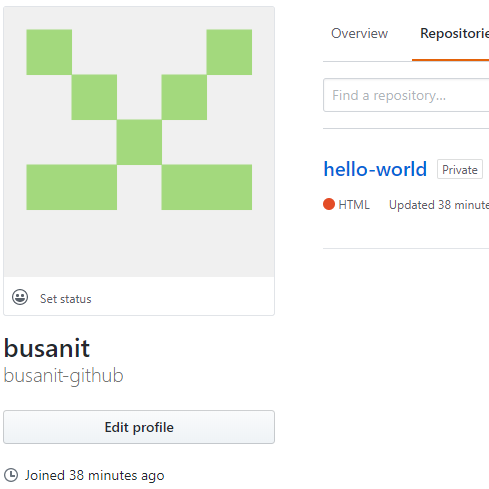 Overview Repositorie
Find a repository...
hello-world Private
HTML Updated 38 minute
Set status
busanit
busanit-github
Edit profile
Joined 38 minutes ago